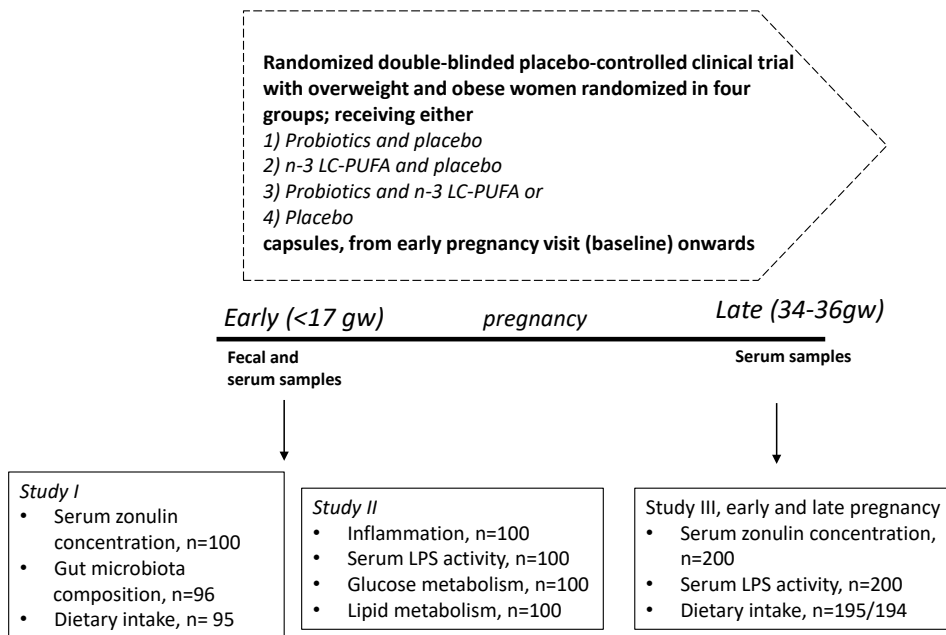 Randomized double-blinded placebo-controlled clinical trial
with overweight and obese women randomized in four
groups; receiving either
1) Probiotics and placebo
2) n-3 LC-PUFA and placebo
3) Probiotics and n-3 LC-PUFA or
4) Placebo
capsules, from early pregnancy visit (baseline) onwards
Early (<17 gw)
pregnancy
Late (34-36gw)
Fecal and
serum samples
Serum samples
Study I
• Serum zonulin
concentration, n=100
• Gut microbiota
composition, n=96
• Dietary intake, n= 95
Study II
• Inflammation, n=100
• Serum LPS activity, n=100
• Glucose metabolism, n=100
• Lipid metabolism, n=100
Study III, early and late pregnancy
• Serum zonulin concentration,
n=200
• Serum LPS activity, n=200
• Dietary intake, n=195/194